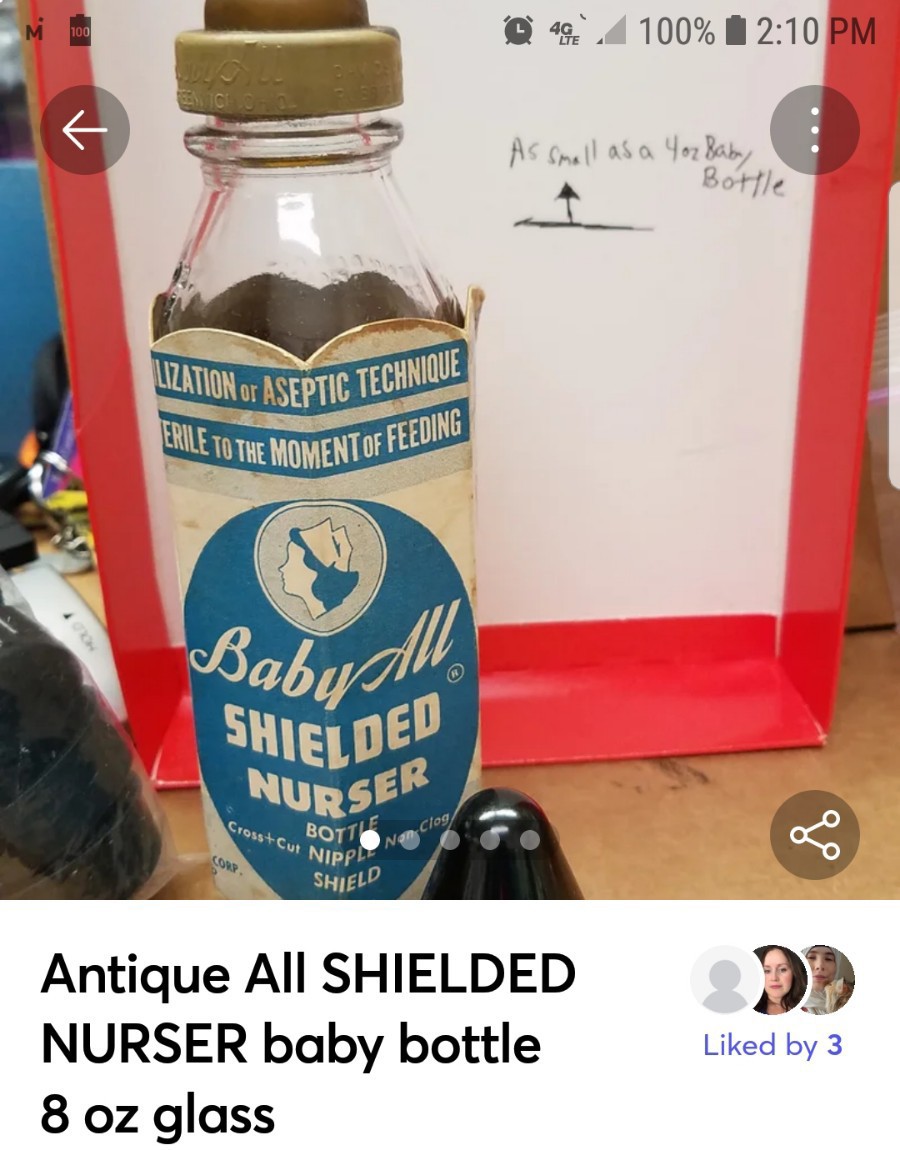 M
100
4G
LTE
100%
2:10 PM
As small as a 4oz Baby
Bottle
LIZATION or ASEPTIC TECHNIQUE
ERILE TO THE MOMENT OF FEEDING
Baby All
®
SHIELDED
NURSER
BOTTLE
Cross+Cut NIPPLE Non Clog
SHIELD
CORP.
HOLD
Antique All SHIELDED
NURSER baby bottle
8 oz glass
Liked by 3